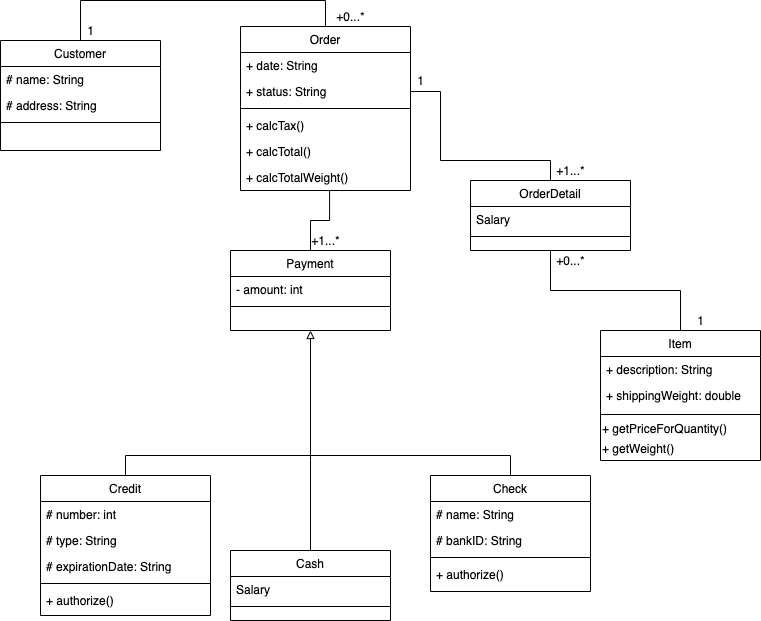 +0...*
1
Customer
# name: String
# address: String
Order
+ date: String
+ status: String
+ calcTax()
+ calcTotal()
+ calcTotalWeight()
1
+1...*
OrderDetail
Salary
+0...*
+1...*
Payment
- amount: int
1
Item
+ description: String
+ shippingWeight: double
+ getPriceForQuantity()
+ getWeight()
Credit
# number: int
# type: String
# expirationDate: String
+ authorize()
Cash
Salary
Check
# name: String
# bankID: String
+ authorize()